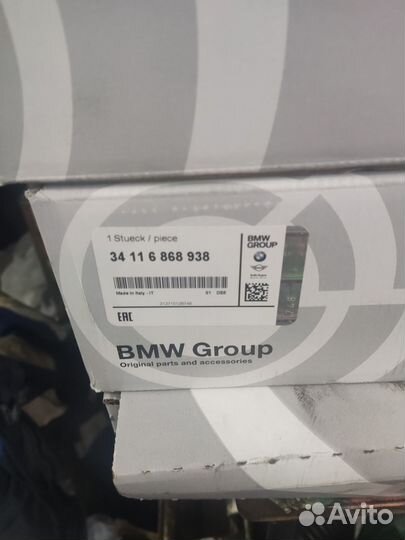 1 Stueck / piece
34 11 6 868 938
BMW
GROUP
Made in Italy - IT
EAC
BMW Group
Original parts and accessories
Avito